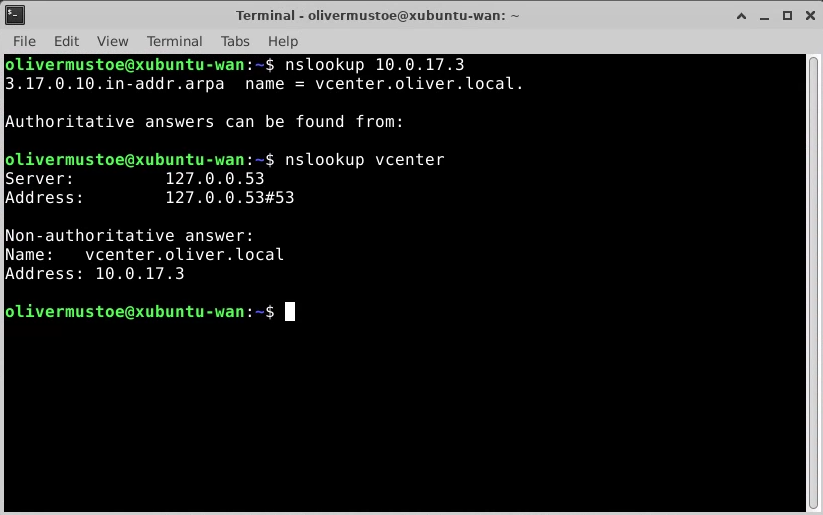 Terminal - olivermustoe@xubuntu-wan: ~
File Edit View Terminal Tabs Help
olivermustoe@xubuntu-wan:~$ nslookup 10.0.17.3
3.17.0.10.in-addr.arpa  name = vcenter.oliver.local.
Authoritative answers can be found from:
olivermustoe@xubuntu-wan:~$ nslookup vcenter
Server:         127.0.0.53
Address:        127.0.0.53#53
Non-authoritative answer:
Name:   vcenter.oliver.local
Address: 10.0.17.3
olivermustoe@xubuntu-wan:~$